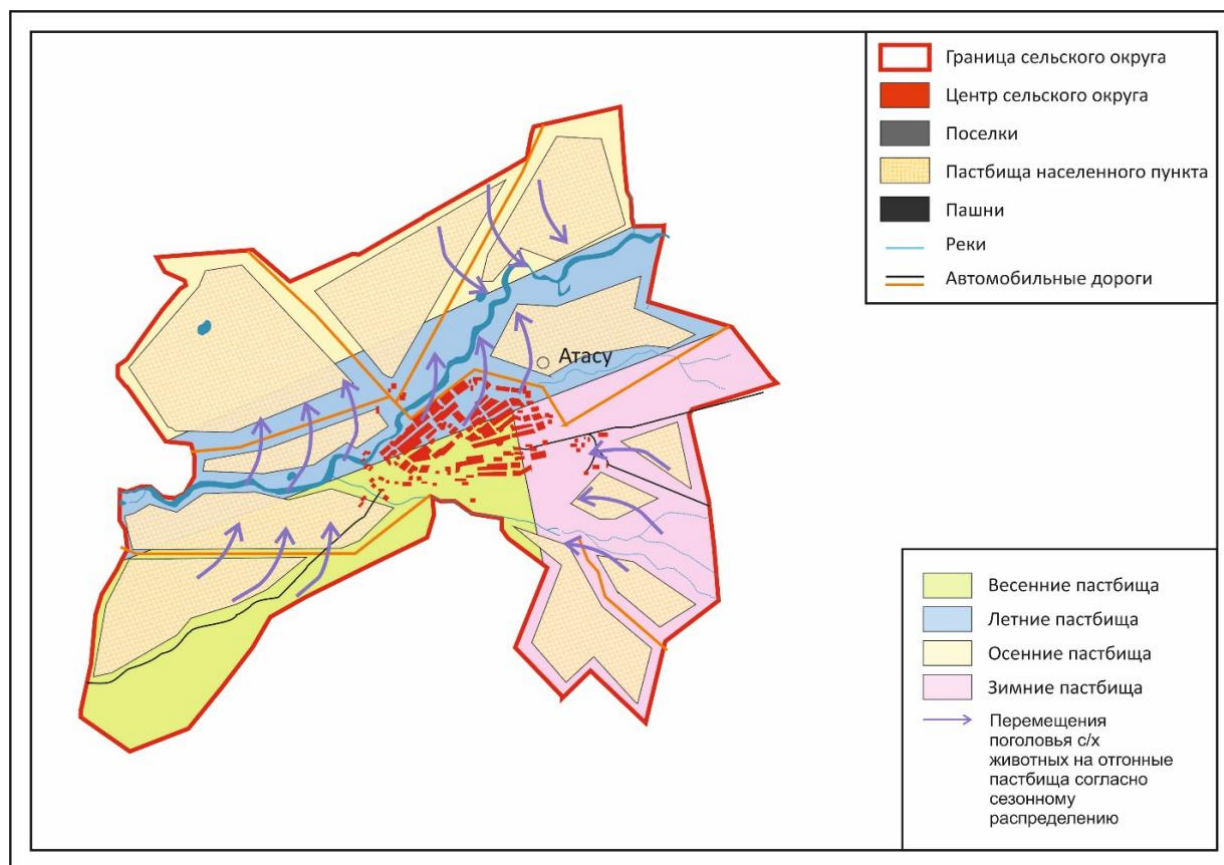 Граница сельского округа
Центр сельского округа
Поселки
Пастбища населенного пункта
Пашни
Реки
Автомобильные дороги
Атасу
Весенние пастбища
Летние пастбища
Осенние пастбища
Зимние пастбища
Перемещения
поголовья с/х
животных на отгонные
пастбища согласно
сезонному
распределению